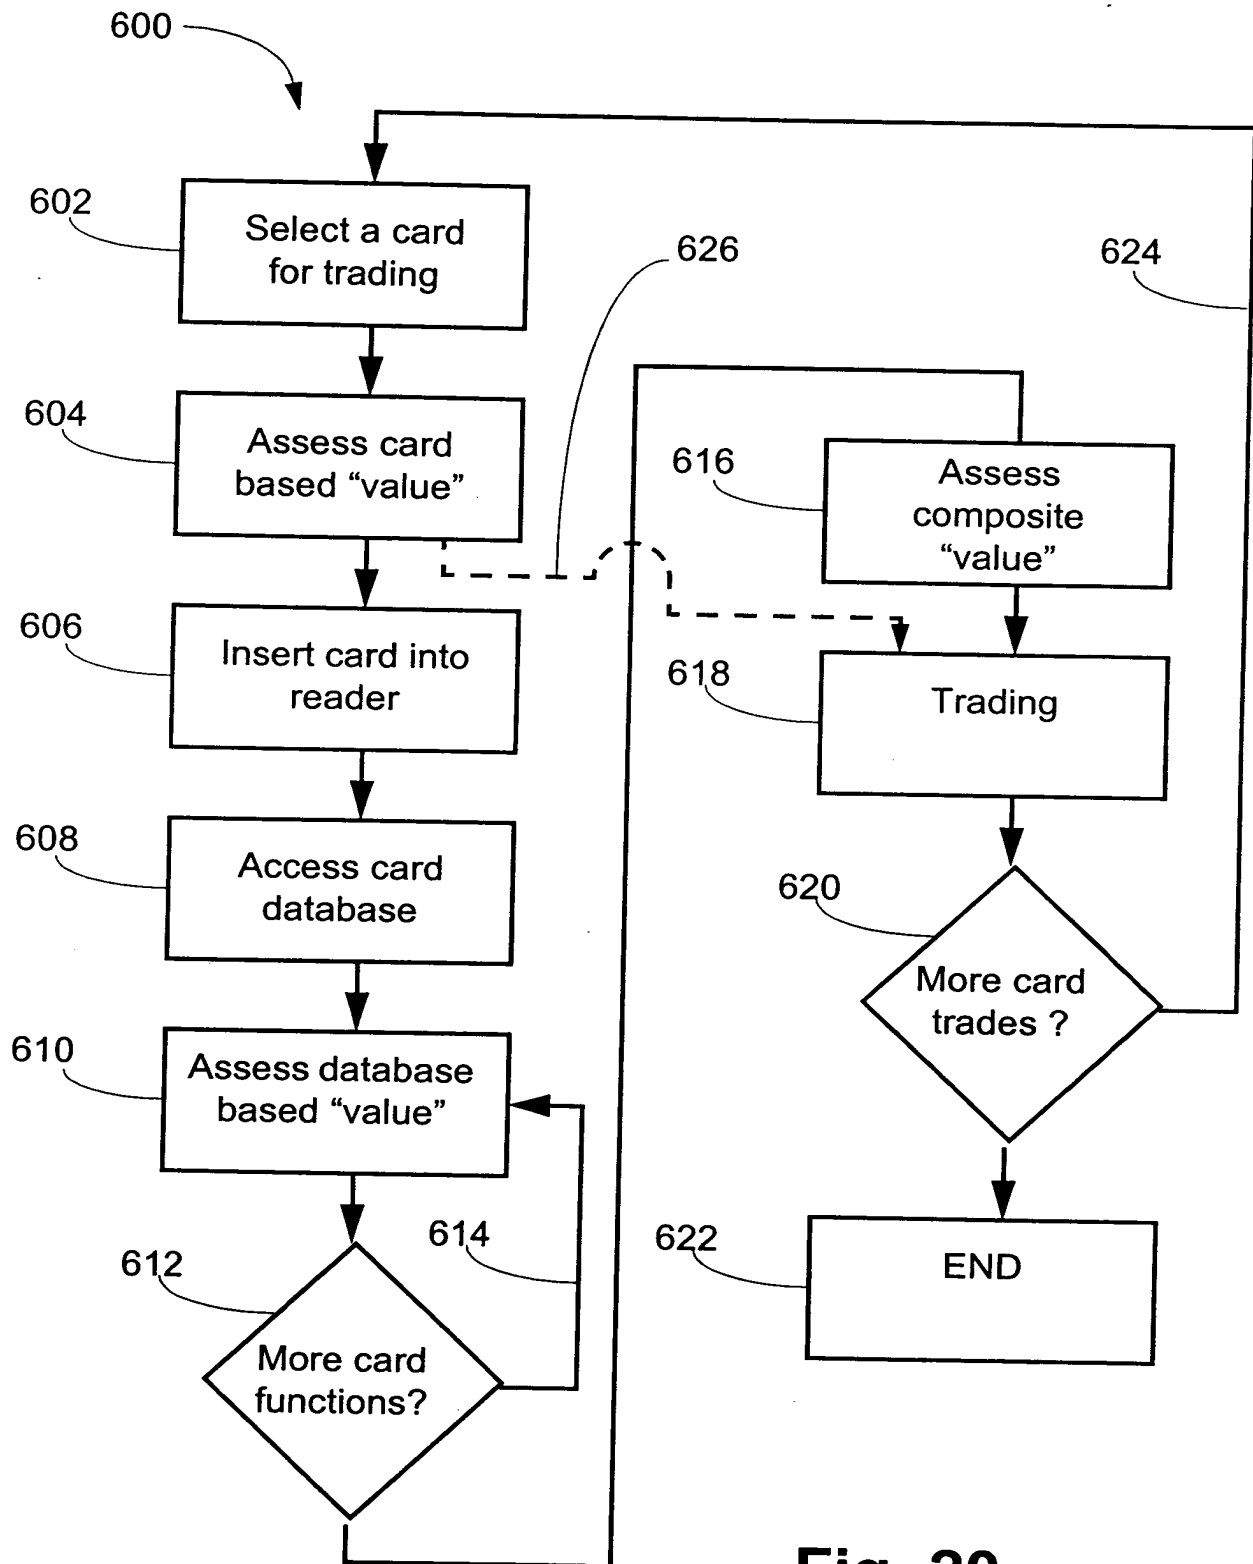 600
602
Select a card
for trading
626
624
604
Assess card
based “value”
616
Assess
composite
“value”
606
Insert card into
reader
618
Trading
608
Access card
database
620
More card
trades ?
610
Assess database
based “value”
614
612
More card
functions?
622
END
Fig. 20